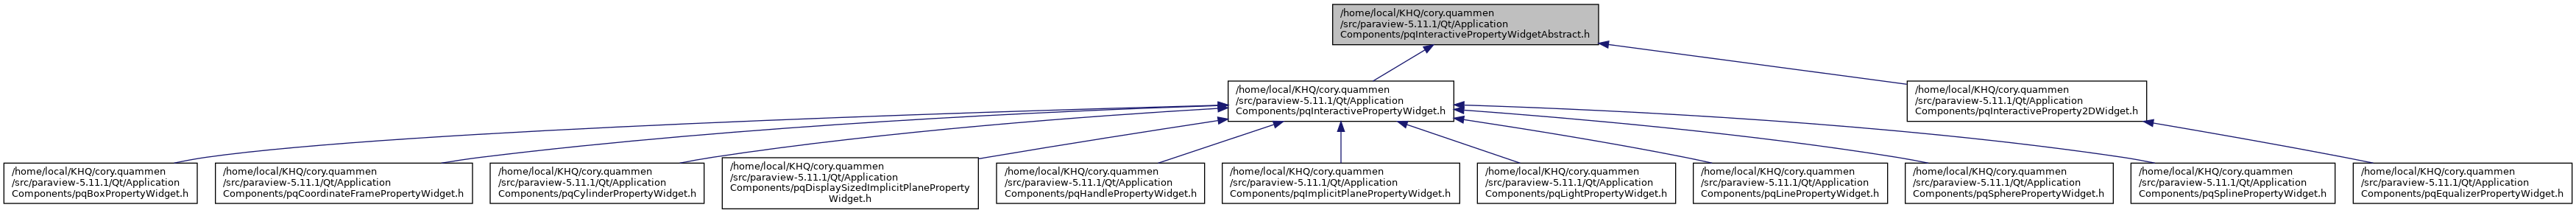 /home/local/KHQ/cory.quammen
/src/paraview-5.11.1/Qt/Application
Components/pqInteractivePropertyWidgetAbstract.h
/home/local/KHQ/cory.quammen
/src/paraview-5.11.1/Qt/Application
Components/pqInteractivePropertyWidget.h
/home/local/KHQ/cory.quammen
/src/paraview-5.11.1/Qt/Application
Components/pqInteractiveProperty2DWidget.h
/home/local/KHQ/cory.quammen
/src/paraview-5.11.1/Qt/Application
Components/pqBoxPropertyWidget.h
/home/local/KHQ/cory.quammen
/src/paraview-5.11.1/Qt/Application
Components/pqCoordinateFramePropertyWidget.h
/home/local/KHQ/cory.quammen
/src/paraview-5.11.1/Qt/Application
Components/pqCylinderPropertyWidget.h
/home/local/KHQ/cory.quammen
/src/paraview-5.11.1/Qt/Application
Components/pqDisplaySizedImplicitPlaneProperty
Widget.h
/home/local/KHQ/cory.quammen
/src/paraview-5.11.1/Qt/Application
Components/pqHandlePropertyWidget.h
/home/local/KHQ/cory.quammen
/src/paraview-5.11.1/Qt/Application
Components/pqImplicitPlanePropertyWidget.h
/home/local/KHQ/cory.quammen
/src/paraview-5.11.1/Qt/Application
Components/pqLightPropertyWidget.h
/home/local/KHQ/cory.quammen
/src/paraview-5.11.1/Qt/Application
Components/pqLinePropertyWidget.h
/home/local/KHQ/cory.quammen
/src/paraview-5.11.1/Qt/Application
Components/pqSpherePropertyWidget.h
/home/local/KHQ/cory.quammen
/src/paraview-5.11.1/Qt/Application
Components/pqSplinePropertyWidget.h
/home/local/KHQ/cory.quammen
/src/paraview-5.11.1/Qt/Application
Components/pqEqualizerPropertyWidget.h